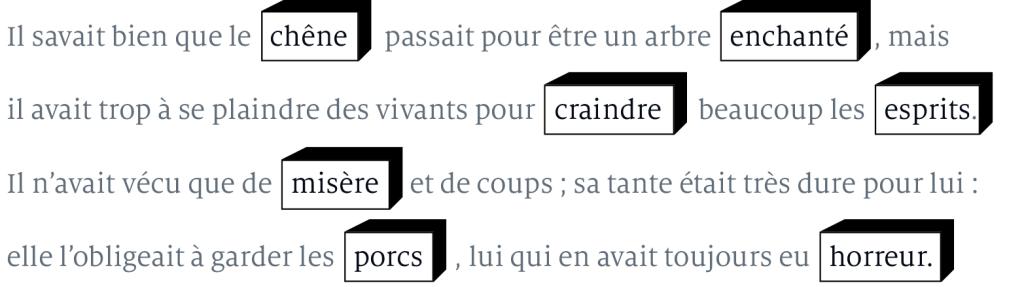 Il savait bien que le chêne passait pour être un arbre enchanté, mais
il avait trop à se plaindre des vivants pour craindre beaucoup les esprits.
Il n’avait vécu que de misère et de coups ; sa tante était très dure pour lui :
elle l’obligeait à garder les porcs, lui qui en avait toujours eu horreur.